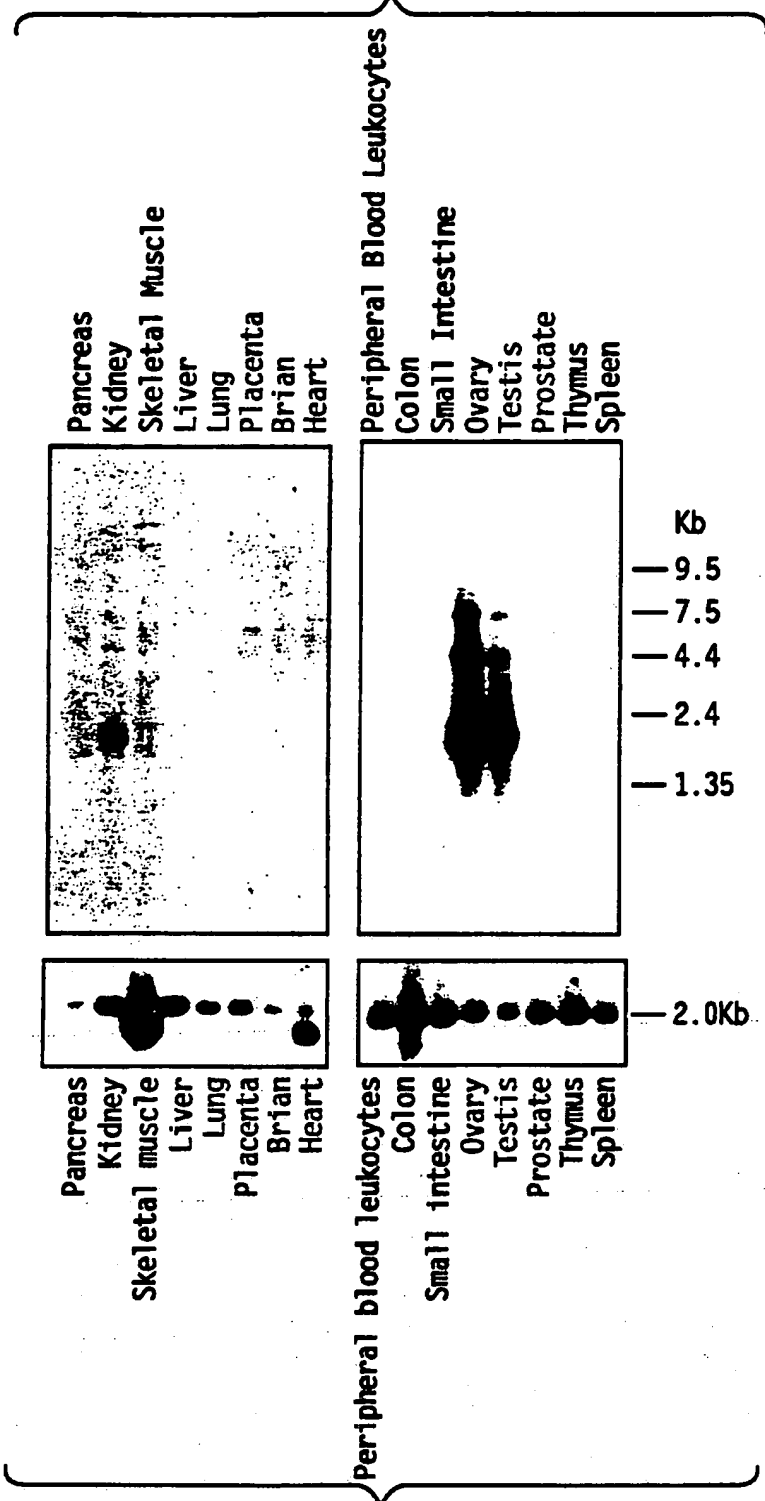 Pancreas
Kidney
Skeletal Muscle
Liver
Lung
Placenta
Brian
Heart
Peripheral Blood Leukocytes
Colon
Small Intestine
Ovary
Testis
Prostate
Thymus
Spleen
Kb
9.5
7.5
4.4
2.4
1.35
2.0Kb
Pancreas
Kidney
Skeletal muscle
Liver
Lung
Placenta
Brian
Heart
Peripheral blood leukocytes
Colon
Small intestine
Ovary
Testis
Prostate
Thymus
Spleen